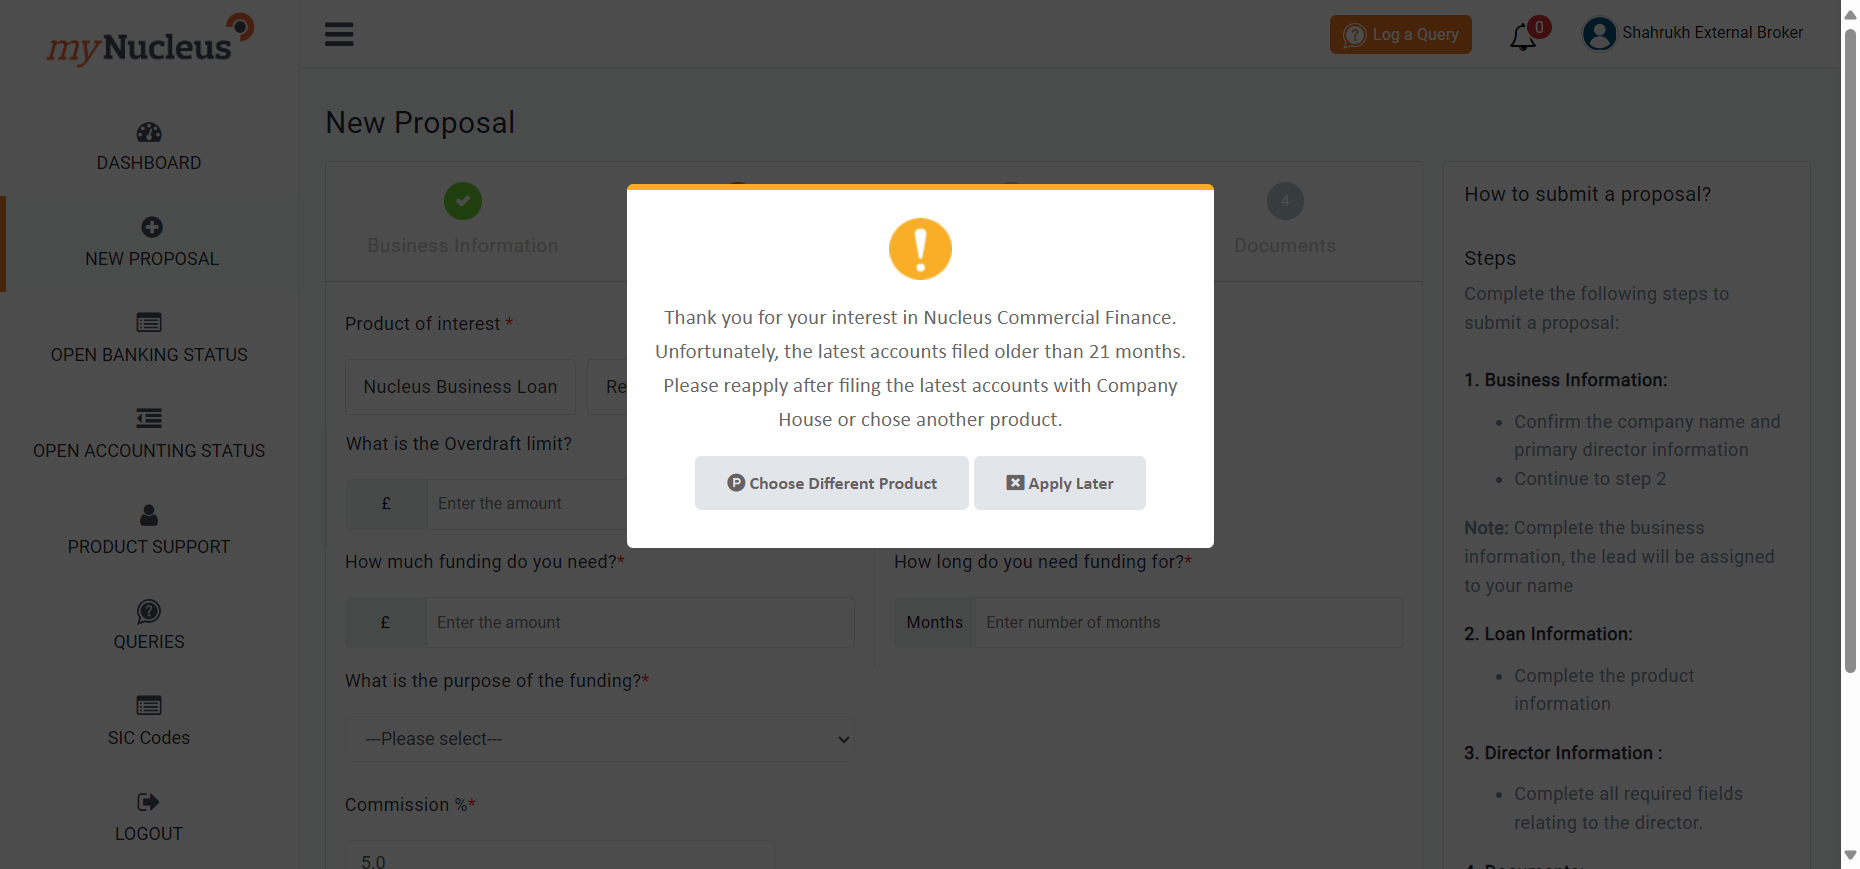 myNucleus
Log a Query
0
Shahrukh External Broker
DASHBOARD
NEW PROPOSAL
OPEN BANKING STATUS
OPEN ACCOUNTING STATUS
PRODUCT SUPPORT
QUERIES
SIC Codes
LOGOUT
New Proposal
Business Information
4
Documents
Product of interest *
Nucleus Business Loan
Re
What is the Overdraft limit?
£
Enter the amount
How much funding do you need?*
£
Enter the amount
How long do you need funding for?*
Months
Enter number of months
What is the purpose of the funding?*
---Please select---
Commission %*
5.0
Thank you for your interest in Nucleus Commercial Finance.
Unfortunately, the latest accounts filed older than 21 months.
Please reapply after filing the latest accounts with Company
House or chose another product.
Choose Different Product
Apply Later
How to submit a proposal?
Steps
Complete the following steps to
submit a proposal:
1. Business Information:
Confirm the company name and
primary director information
Continue to step 2
Note: Complete the business
information, the lead will be assigned
to your name
2. Loan Information:
Complete the product
information
3. Director Information :
Complete all required fields
relating to the director.